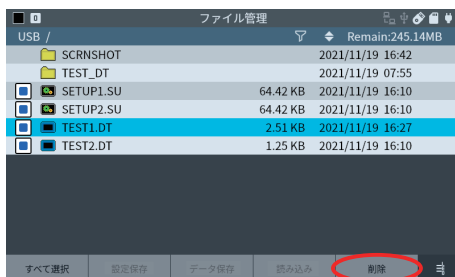 0 ファイル管理
USB / Remain:245.14MB
SCRNSHOT 2021/11/19 16:42
TEST_DT 2021/11/19 07:55
SETUP1.SU 64.42 KB 2021/11/19 16:10
SETUP2.SU 64.42 KB 2021/11/19 16:10
TEST1.DT 2.51 KB 2021/11/19 16:27
TEST2.DT 1.25 KB 2021/11/19 16:10
すべて選択 設定保存 データ保存 読み込み 削除